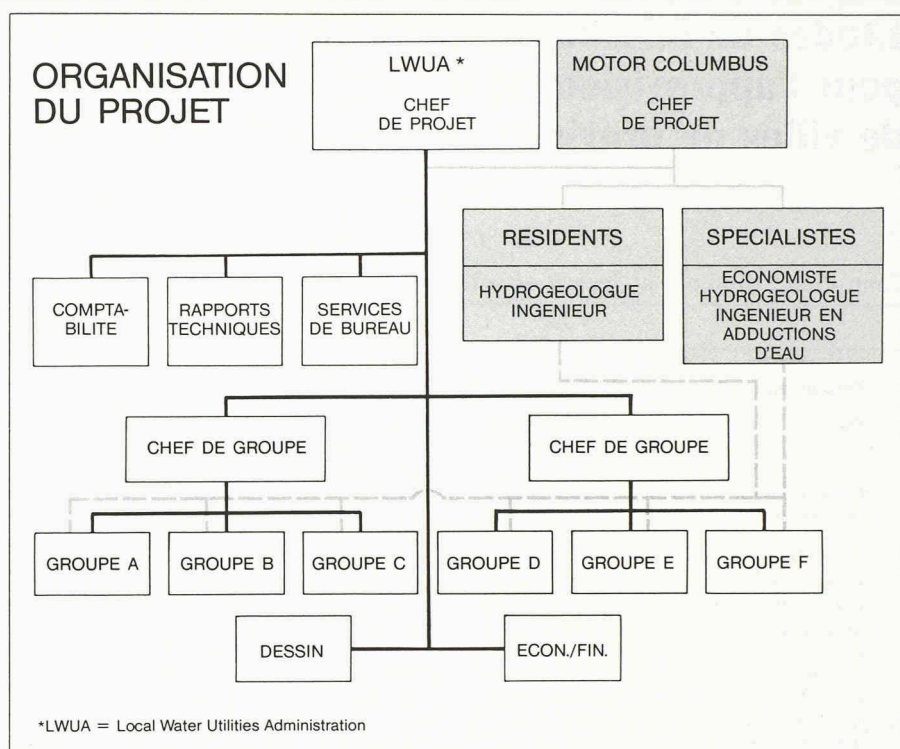 ORGANISATION
DU PROJET
LWUA *
CHEF
DE PROJET
MOTOR COLUMBUS
CHEF
DE PROJET
RESIDENTS
HYDROGEOLOGUE
INGENIEUR
SPECIALISTES
ECONOMISTE
HYDROGEOLOGUE
INGENIEUR EN
ADDUCTIONS
D'EAU
COMPTA-
BILITE
RAPPORTS
TECHNIQUES
SERVICES
DE BUREAU
CHEF DE GROUPE
CHEF DE GROUPE
GROUPE A
GROUPE B
GROUPE C
GROUPE D
GROUPE E
GROUPE F
DESSIN
ECON./FIN.
*LWUA = Local Water Utilities Administration